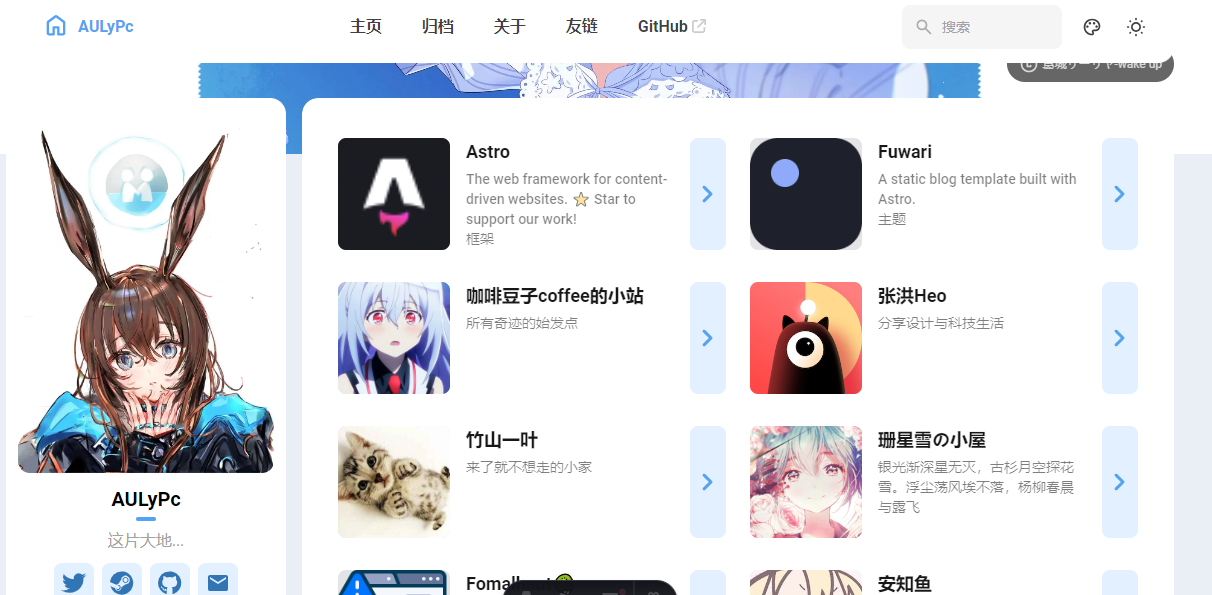 AULyPc
主页
归档
关于
友链
GitHub
搜索
Astro
The web framework for content-
driven websites. ⭐ Star to
support our work!
框架
Fuwari
A static blog template built with
Astro.
主题
咖啡豆子coffee的小站
所有奇迹的始发点
张洪Heo
分享设计与科技生活
竹山一叶
来了就不想走的小家
珊星雪の小屋
银光渐深星无灭，古杉月空探花
雪。浮尘荡风埃不落，杨柳春晨
与露飞
安知鱼
AULyPc
这片大地...